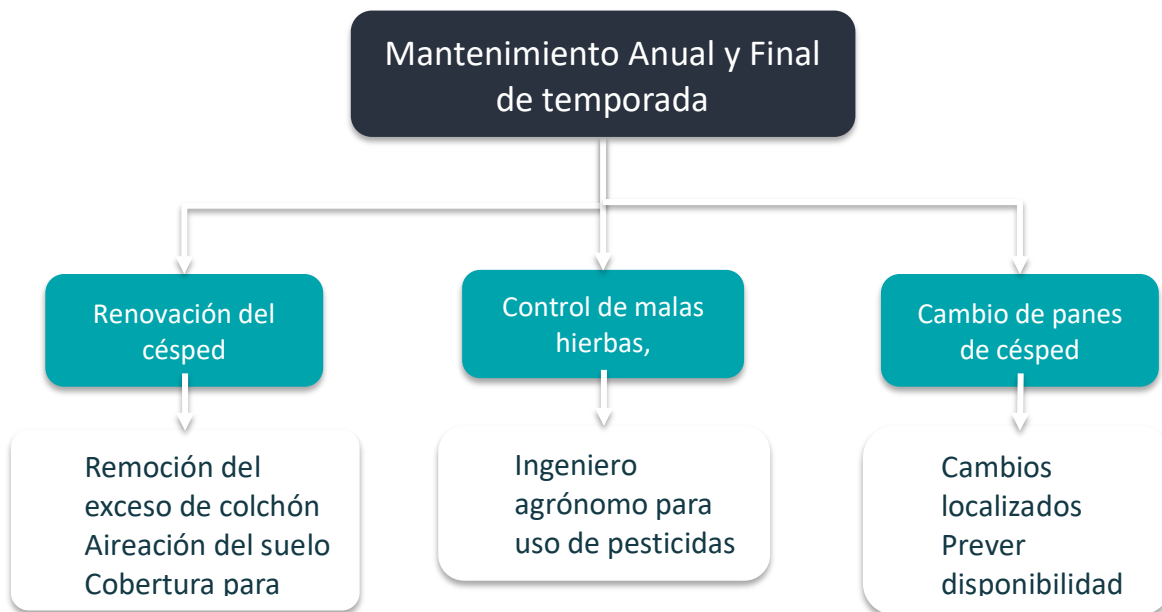 Mantenimiento Anual y Final
de temporada
Renovación del
césped
Control de malas
hierbas,
Cambio de panes
de césped
Remoción del
exceso de colchón
Aireación del suelo
Cobertura para
Ingeniero
agrónomo para
uso de pesticidas
Cambios
localizados
Prever
disponibilidad